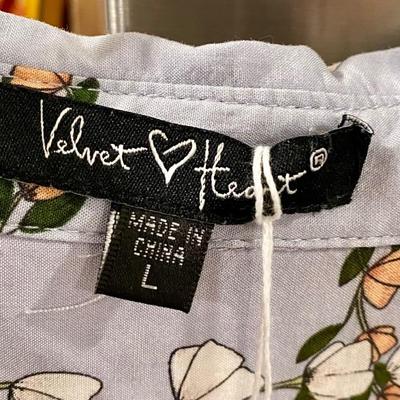 Velvet ♡ Heart®
MADE IN
CHINA
L